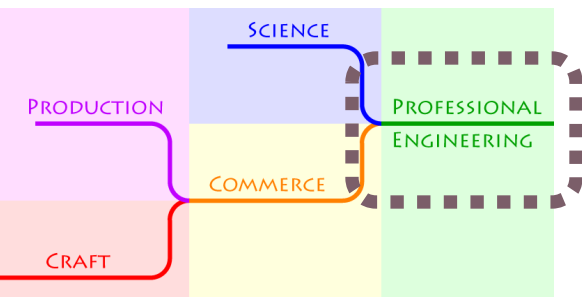 Science
Production
Professional
Engineering
Commerce
Craft